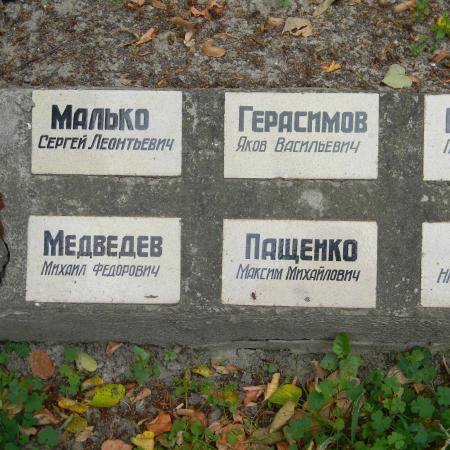 Малько
Сергей Леонтьевич
Герасимов
Яков Васильевич
Медведев
Михаил Федорович
Пащенко
Максим Михайлович